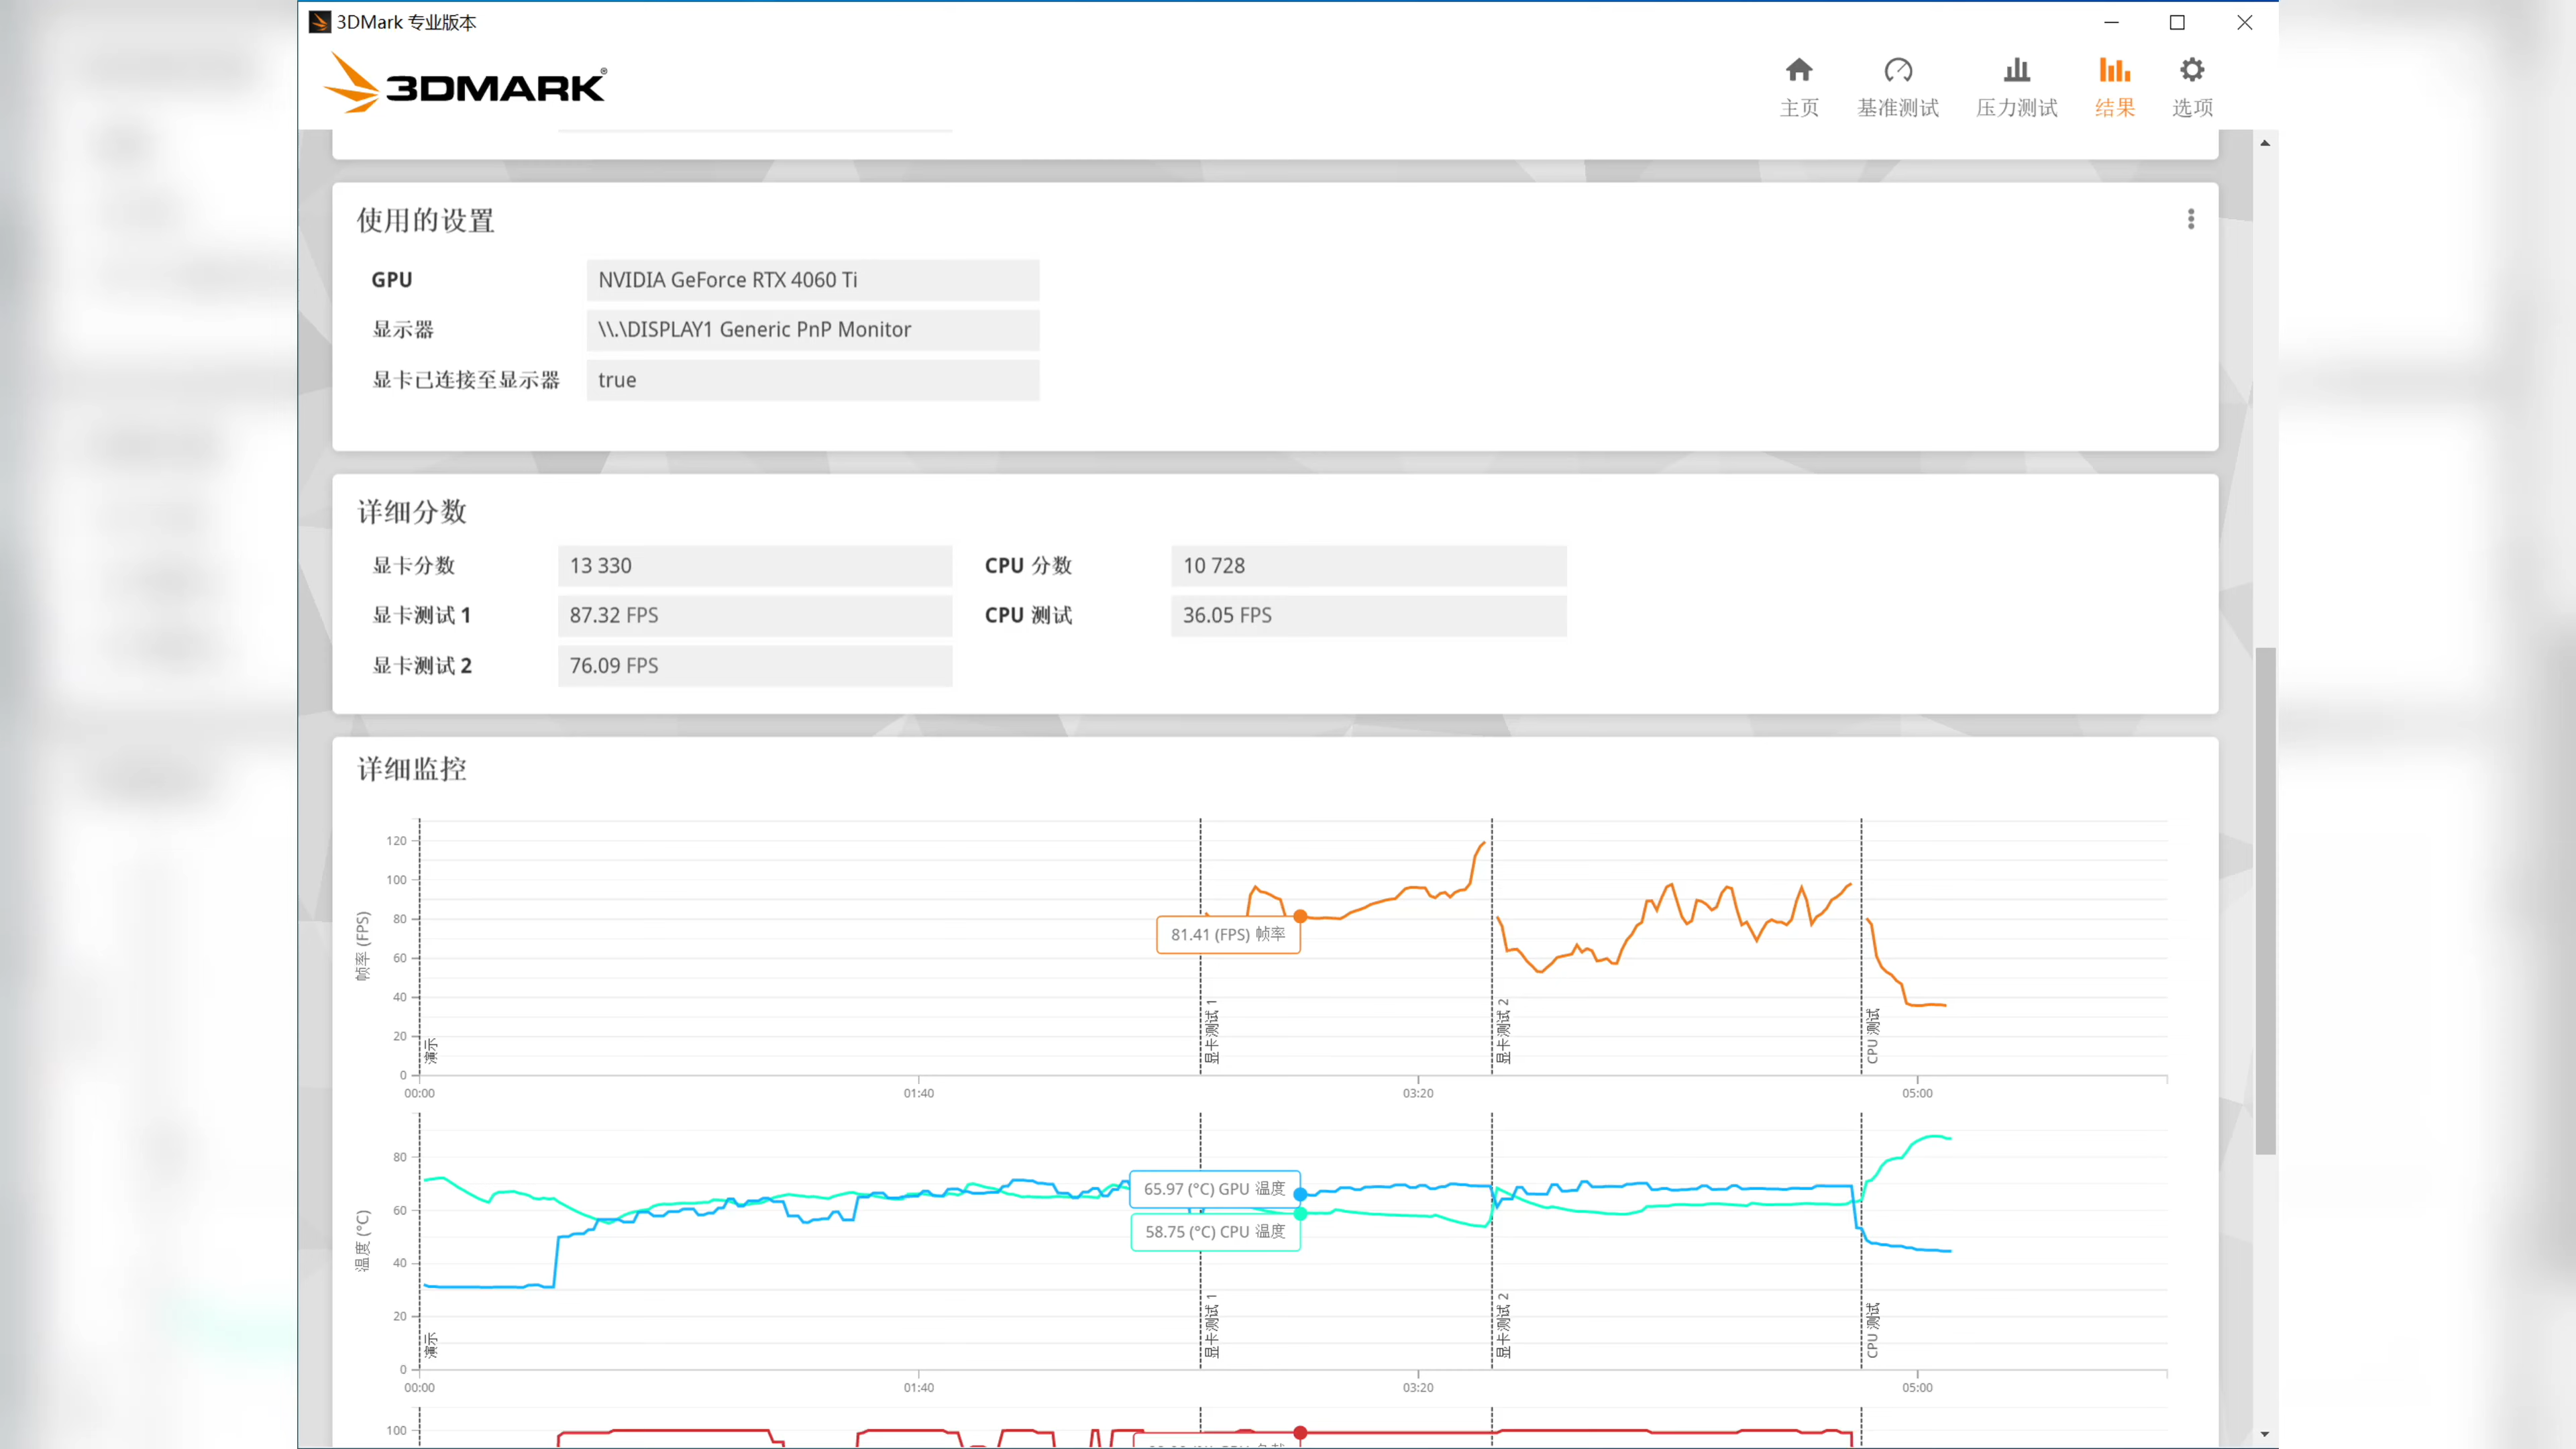 3DMark 专业版本
3DMARK®
主页 基准测试 压力测试 结果 选项
使用的设置
GPU NVIDIA GeForce RTX 4060 Ti
显示器 \\.\DISPLAY1 Generic PnP Monitor
显卡已连接至显示器 true
详细分数
显卡分数 13 330 CPU 分数 10 728
显卡测试 1 87.32 FPS CPU 测试 36.05 FPS
显卡测试 2 76.09 FPS
详细监控
帧率 (FPS)
120
100
80
60
40
20
0
81.41 (FPS) 帧率
演示
显卡测试 1
显卡测试 2
CPU 测试
00:00 01:40 03:20 05:00
温度 (°C)
80
60
40
20
0
65.97 (°C) GPU 温度
58.75 (°C) CPU 温度
演示
显卡测试 1
显卡测试 2
CPU 测试
00:00 01:40 03:20 05:00
100